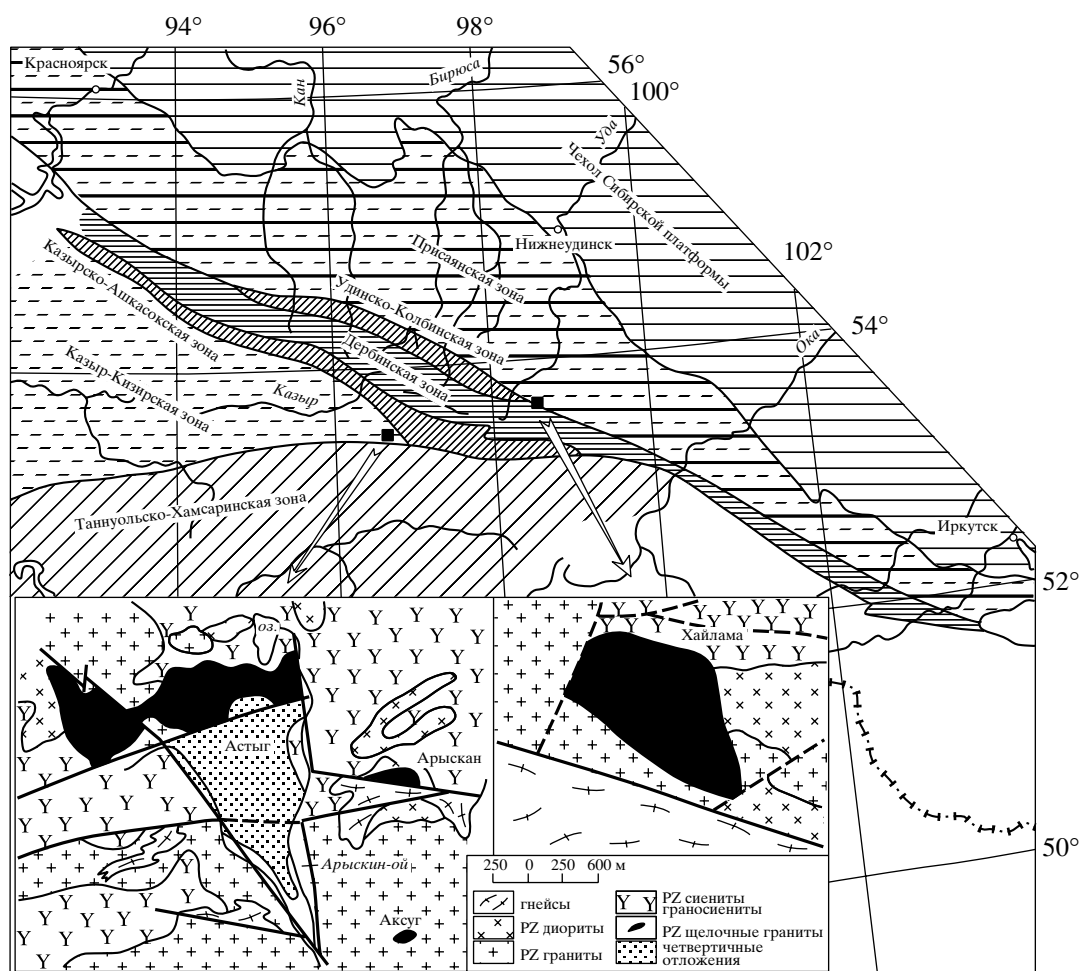 94°
96°
98°
Красноярск
Кан
Бирюса
56°
100°
Уда
Чехол Сибирской платформы
Нижнеудинск
Присаянская зона
102°
Казырско-Ашкасокская зона
Удинско-Колбинская зона
54°
Дербинская зона
Ока
Казыр-Кизирская зона
Казыр
Таннуольско-Хамсаринская зона
Иркутск
52°
оз.
Хайлама
Астыг
Арыскан
50°
Арыскин-ой
Аксуг
250 0 250 600 м
гнейсы
PZ диориты
PZ граниты
PZ сиениты
граносиениты
PZ щелочные граниты
четвертичные
отложения